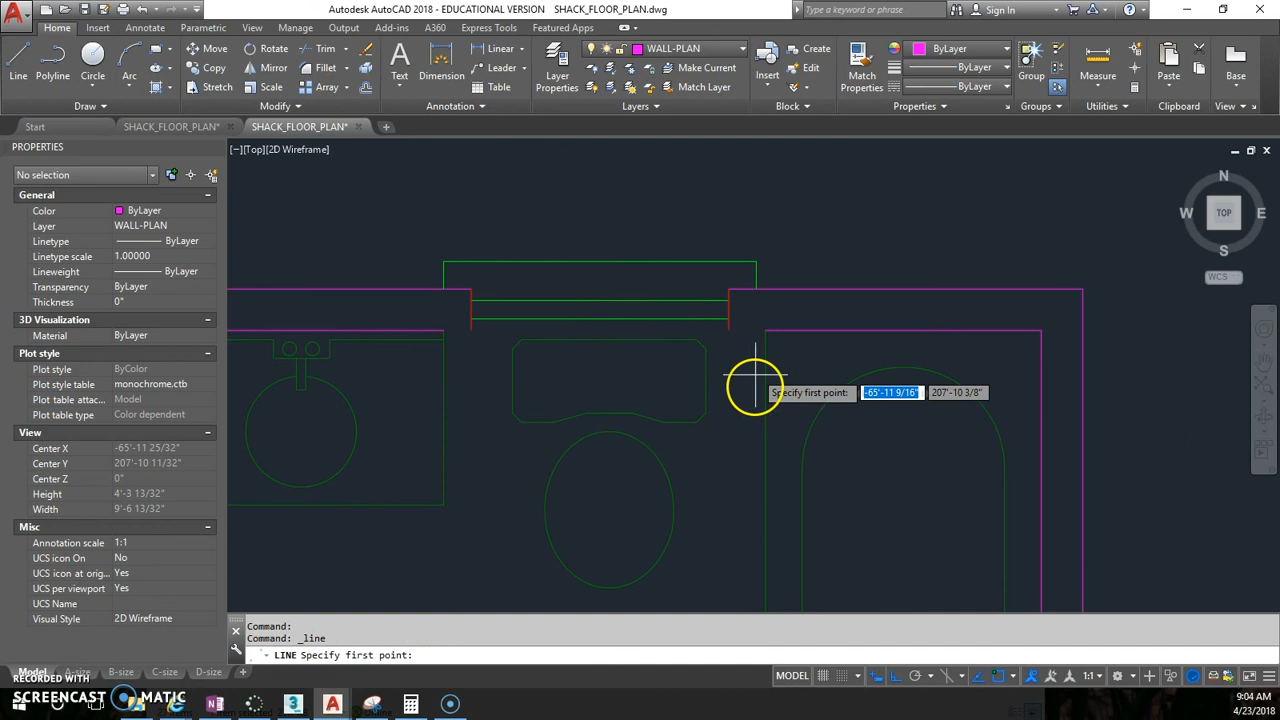 Autodesk AutoCAD 2018 - EDUCATIONAL VERSION SHACK_FLOOR_PLAN.dwg
Type a keyword or phrase
Sign In
Home Insert Annotate Parametric View Manage Output Add-ins A360 Express Tools Featured Apps
Line Polyline Circle Arc
Move Rotate Trim
Copy Mirror Fillet
Stretch Scale Array
Text Dimension
Linear
Leader
Table
Layer Properties
WALL-PLAN
Make Current
Match Layer
Insert
Create
Edit
Match Properties
ByLayer
ByLayer
ByLayer
Group
Measure
Paste
Base
Draw Modify Annotation Layers Block Properties Groups Utilities Clipboard View
Start SHACK_FLOOR_PLAN* SHACK_FLOOR_PLAN*
PROPERTIES
[−][Top][2D Wireframe]
No selection
General
Color ByLayer
Layer WALL-PLAN
Linetype ByLayer
Linetype scale 1.00000
Lineweight ByLayer
Transparency ByLayer
Thickness 0"
3D Visualization
Material ByLayer
Plot style
Plot style ByColor
Plot style table monochrome.ctb
Plot table attac... Model
Plot table type Color dependent
View
Center X -65'-11 25/32"
Center Y 207'-10 11/32"
Center Z 0"
Height 4'-3 13/32"
Width 9'-6 13/32"
Misc
Annotation scale 1:1
UCS icon On No
UCS icon at orig... Yes
UCS per viewport Yes
UCS Name
Visual Style 2D Wireframe
N
W TOP E
S
WCS
Specify first point: -65'-11 9/16" 207'-10 3/8"
Command:
Command: _line
LINE Specify first point:
Model A-size B-size C-size D-size
MODEL 1:1
RECORDED WITH
SCREENCAST MATIC
9:04 AM
4/23/2018